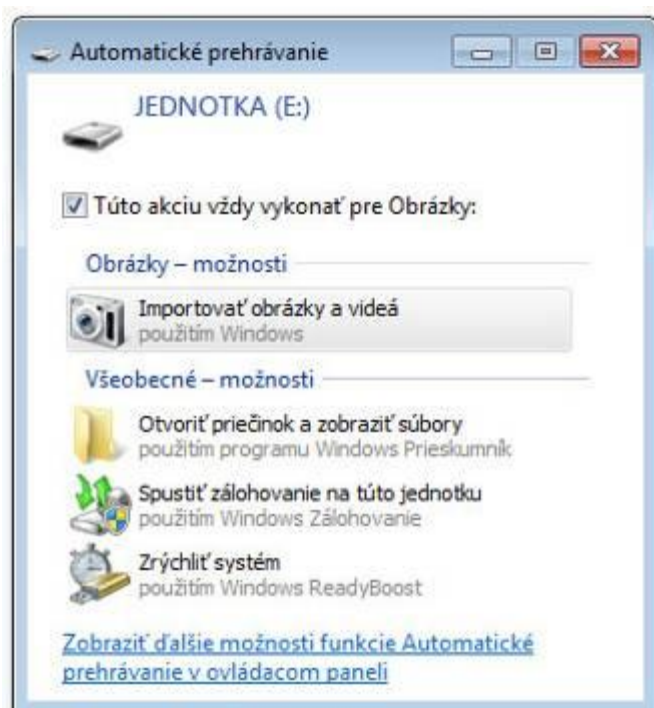 Automatické prehrávanie
JEDNOTKA (E:)
Túto akciu vždy vykonať pre Obrázky:
Obrázky – možnosti
Importovať obrázky a videá
použitím Windows
Všeobecné – možnosti
Otvoriť priečinok a zobraziť súbory
použitím programu Windows Prieskumník
Spustiť zálohovanie na túto jednotku
použitím Windows Zálohovanie
Zrýchliť systém
použitím Windows ReadyBoost
Zobraziť ďalšie možnosti funkcie Automatické
prehrávanie v ovládacom paneli